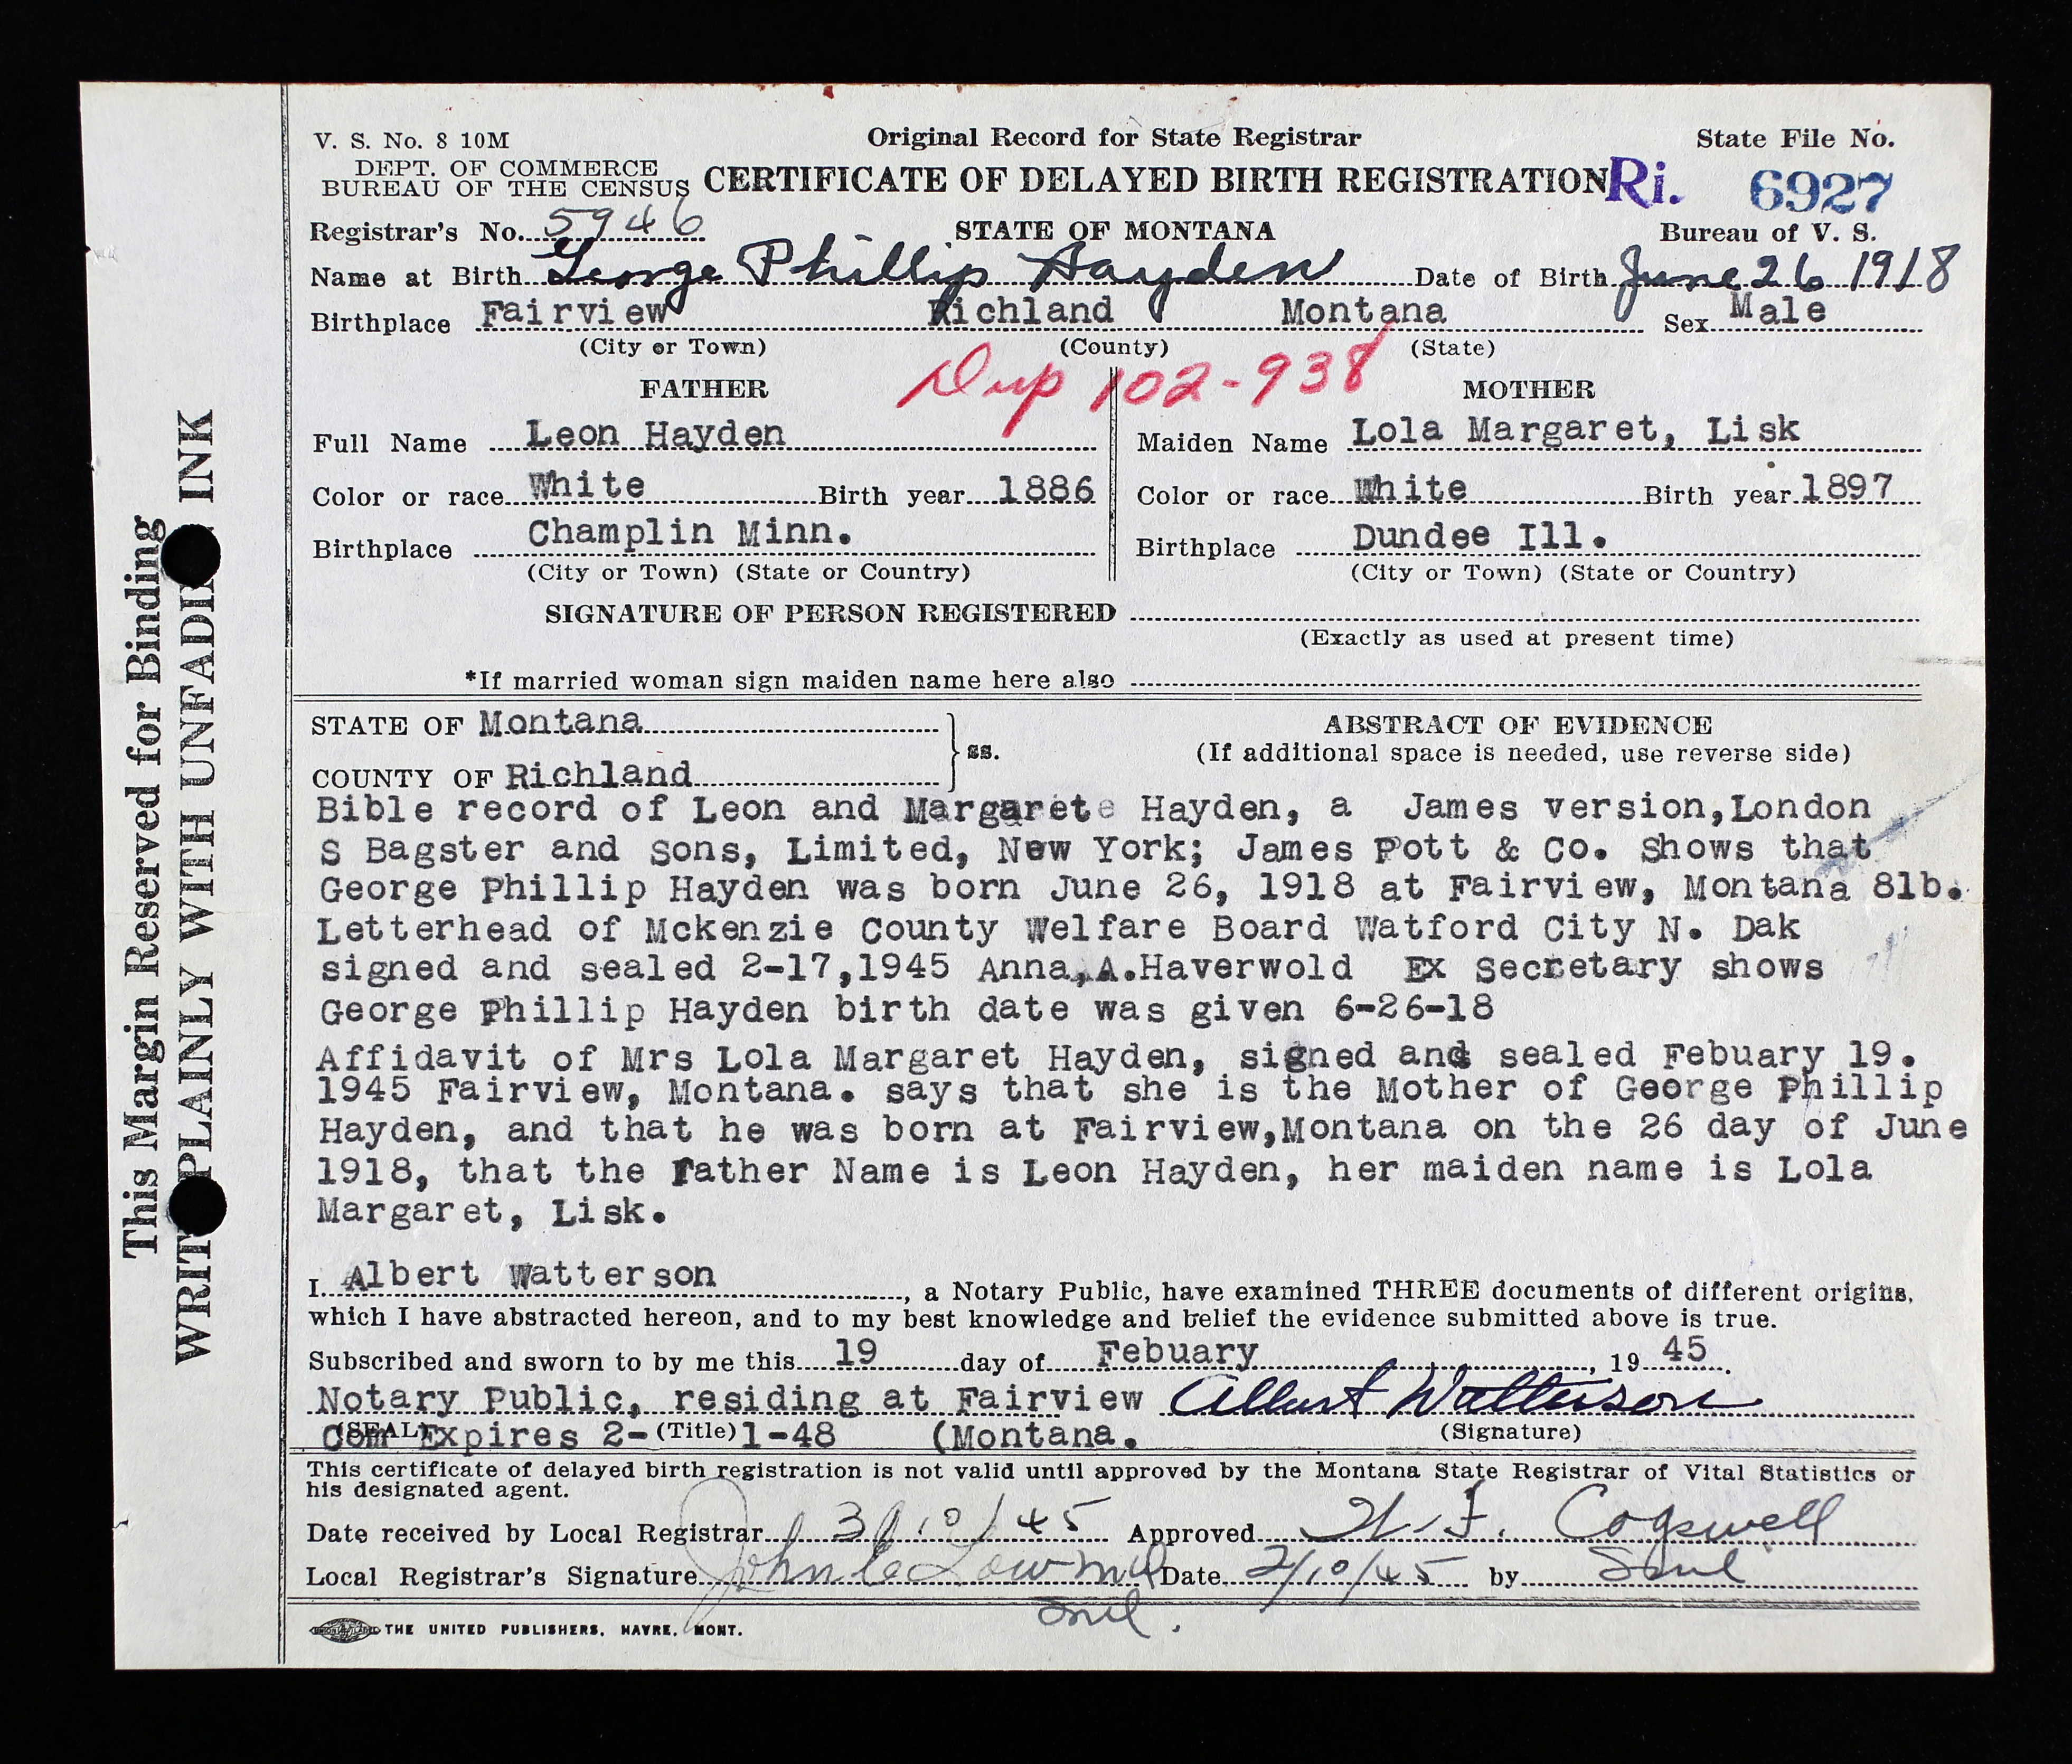 V. S. No. 8 10M
Original Record for State Registrar
State File No.
DEPT. OF COMMERCE
BUREAU OF THE CENSUS
CERTIFICATE OF DELAYED BIRTH REGISTRATION Ri. 6927
Registrar's No. 5946
STATE OF MONTANA
Bureau of V. S.
Name at Birth George Phillip Hayden Date of Birth June 26 1918
Birthplace Fairview Richland Montana Sex Male
(City or Town) (County) (State)
Dup 102-938
FATHER
MOTHER
Full Name Leon Hayden Maiden Name Lola Margaret, Lisk
Color or race White Birth year 1886 Color or race White Birth year 1897
Birthplace Champlin Minn. Birthplace Dundee Ill.
(City or Town) (State or Country) (City or Town) (State or Country)
SIGNATURE OF PERSON REGISTERED
(Exactly as used at present time)
*If married woman sign maiden name here also
STATE OF Montana
ss.
COUNTY OF Richland
ABSTRACT OF EVIDENCE
(If additional space is needed, use reverse side)
Bible record of Leon and Margarete Hayden, a James version,London
S Bagster and Sons, Limited, New York; James Pott & Co. Shows that
George Phillip Hayden was born June 26, 1918 at Fairview, Montana 8lb.
Letterhead of Mckenzie County Welfare Board Watford City N. Dak
signed and sealed 2-17,1945 Anna,A.Haverwold Ex Secretary shows
George Phillip Hayden birth date was given 6-26-18
Affidavit of Mrs Lola Margaret Hayden, signed and sealed Febuary 19.
1945 Fairview, Montana. says that she is the Mother of George Phillip
Hayden, and that he was born at Fairview,Montana on the 26 day of June
1918, that the Father Name is Leon Hayden, her maiden name is Lola
Margaret, Lisk.
I. Albert Watterson, a Notary Public, have examined THREE documents of different origins,
which I have abstracted hereon, and to my best knowledge and belief the evidence submitted above is true.
Subscribed and sworn to by me this 19 day of Febuary, 19 45.
Notary Public, residing at Fairview Albert Watterson
(SEAL) (Title) (Signature)
Com Expires 2-1-48 (Montana.
This certificate of delayed birth registration is not valid until approved by the Montana State Registrar of Vital Statistics or
his designated agent.
Date received by Local Registrar 3/10/45 Approved Cogswell
Local Registrar's Signature John Date 2/10/45 by
THE UNITED PUBLISHERS, HAVRE, MONT.
This Margin Reserved for Binding
WRITE PLAINLY WITH UNFADING INK